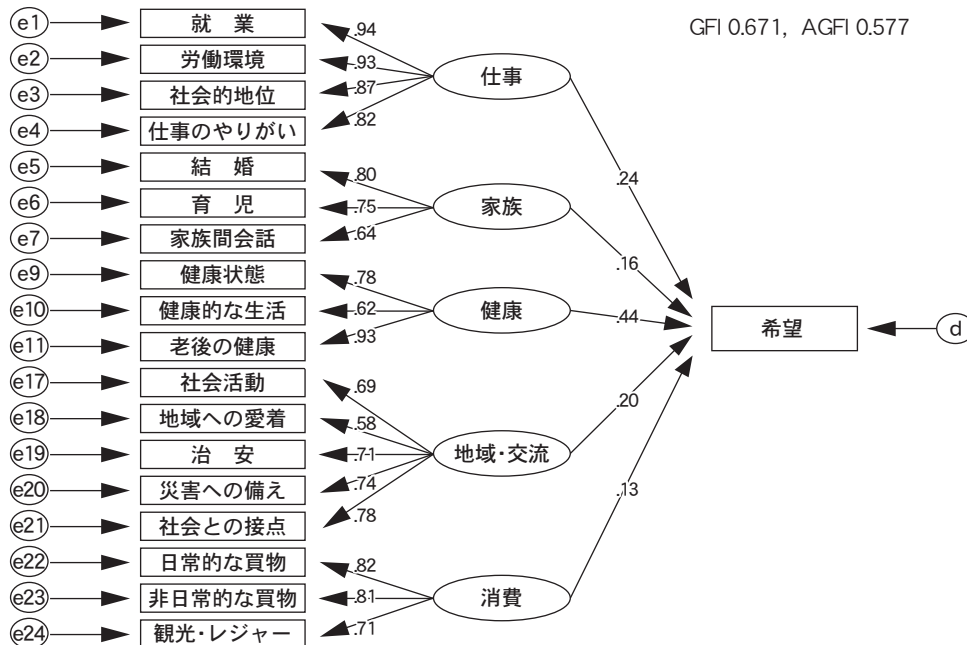 GFI 0.671, AGFI 0.577
e1 就 業 .94
e2 労働環境 .93
e3 社会的地位 .87
e4 仕事のやりがい .82
仕事 .24
e5 結 婚 .80
e6 育 児 .75
e7 家族間会話 .64
家族 .16
e9 健康状態 .78
e10 健康的な生活 .62
e11 老後の健康 .93
健康 .44
希望
d
e17 社会活動 .69
e18 地域への愛着 .58
e19 治 安 .71
e20 災害への備え .74
e21 社会との接点 .78
地域・交流 .20
e22 日常的な買物 .82
e23 非日常的な買物 .81
e24 観光・レジャー .71
消費 .13